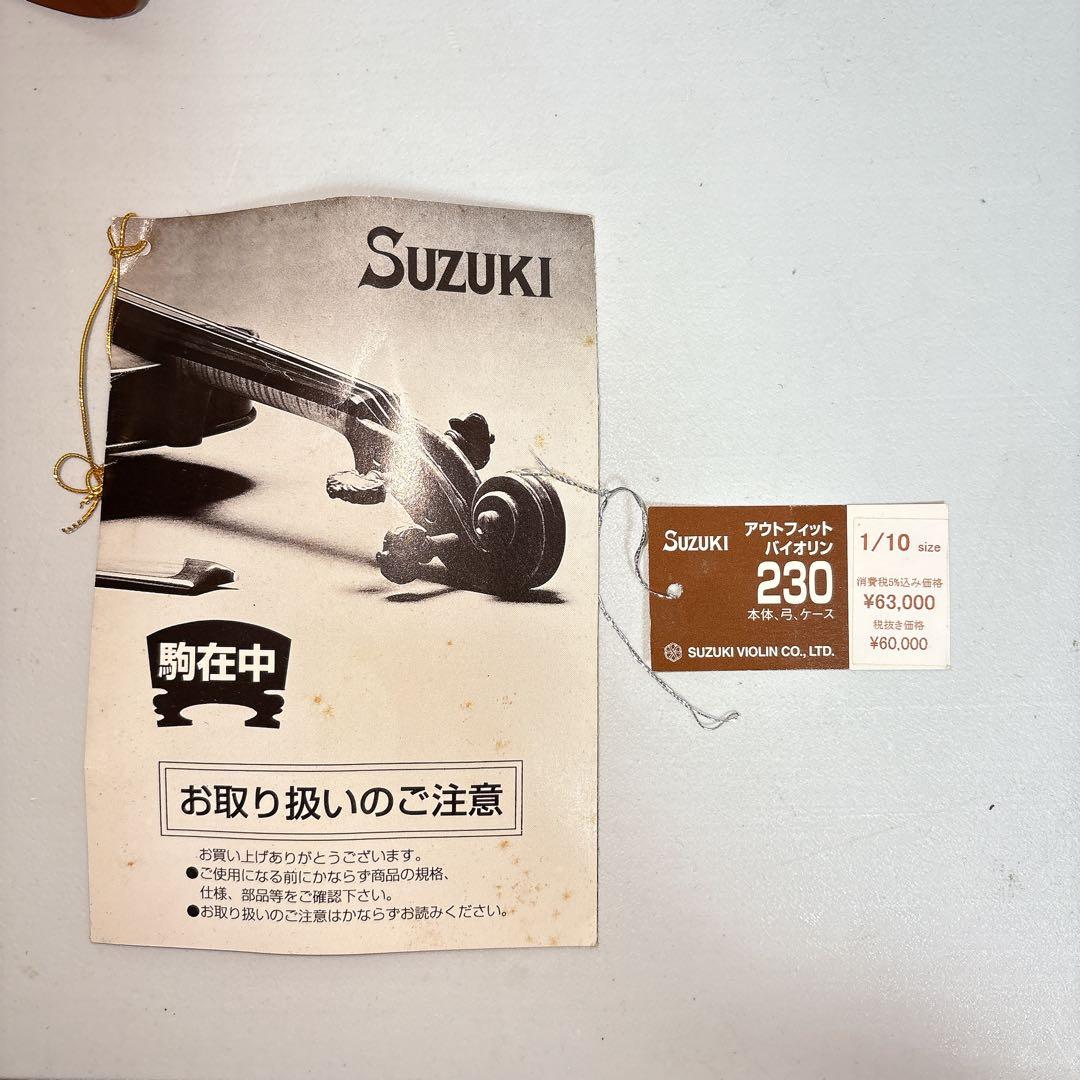 SUZUKI
駒在中
お取り扱いのご注意
お買い上げありがとうございます。
●ご使用になる前にかならず商品の規格、
仕様、部品等をご確認下さい。
●お取り扱いのご注意はかならずお読みください。
SUZUKI
アウトフィット
バイオリン
230
本体、弓、ケース
SUZUKI VIOLIN CO., LTD.
1/10 size
消費税5%込み価格
¥63,000
税抜き価格
¥60,000